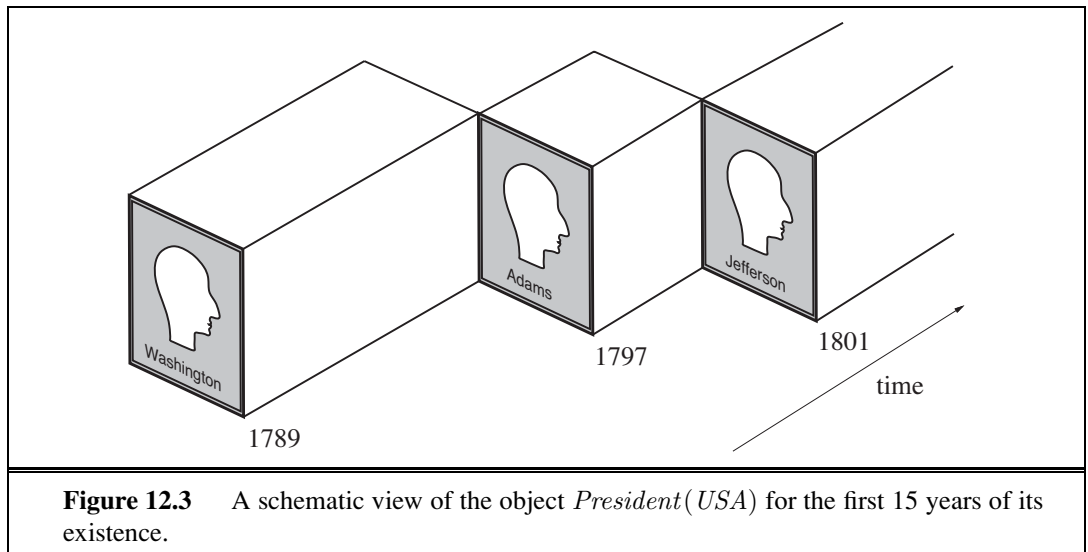 Washington
Adams
Jefferson
1789
1797
1801
time
Figure 12.3 A schematic view of the object President(USA) for the first 15 years of its
existence.